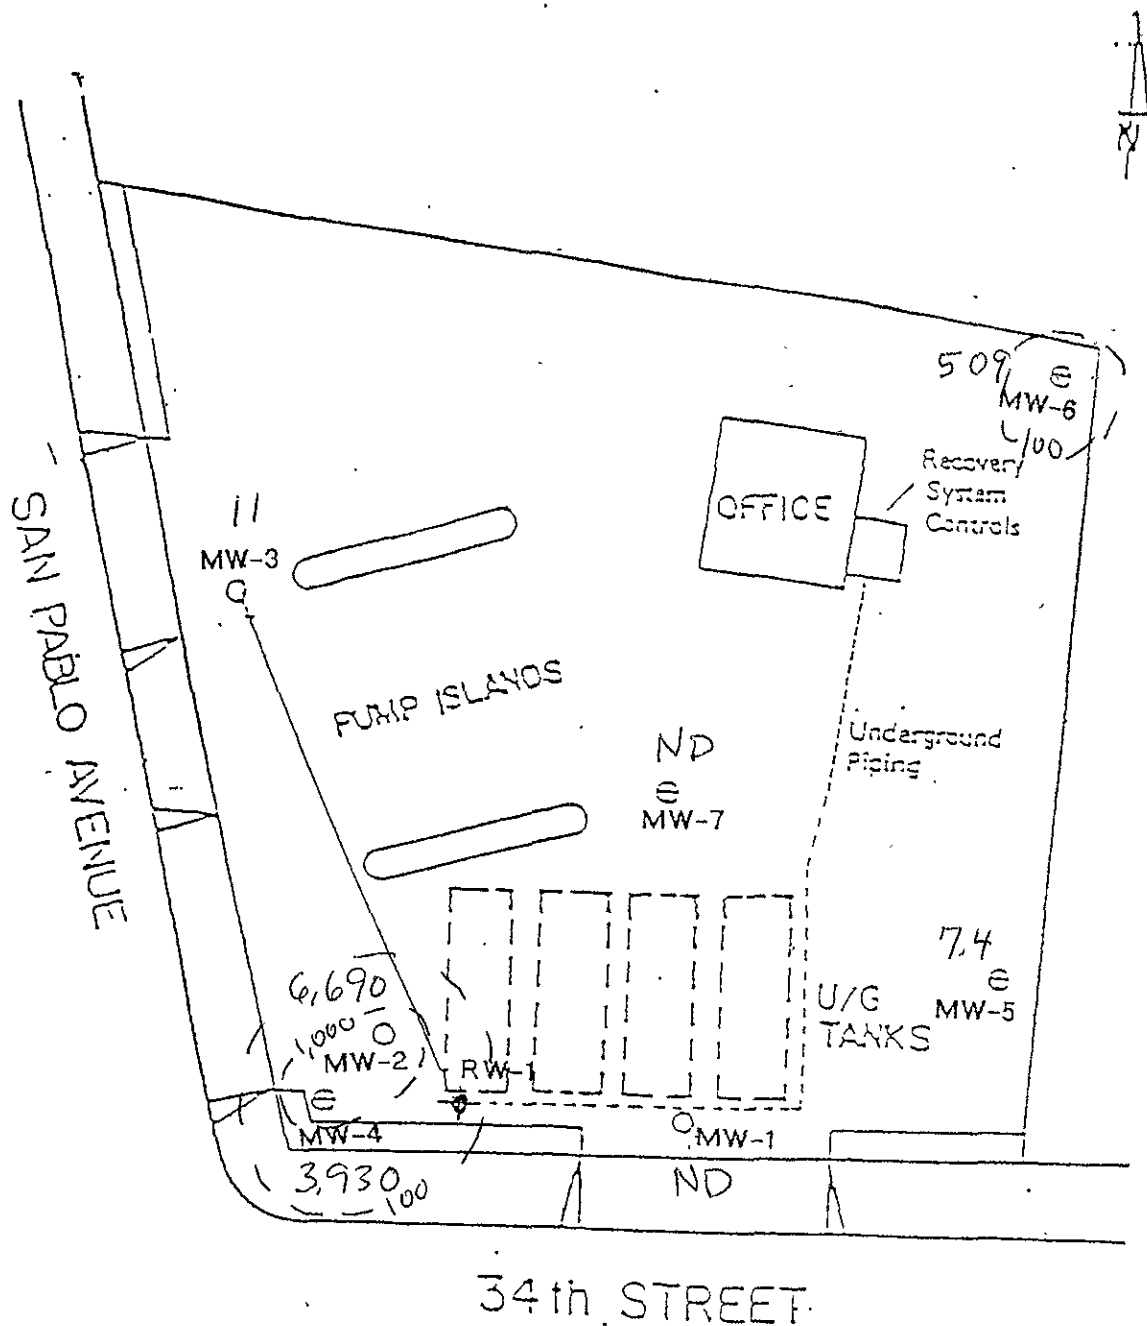 N
509
MW-6
100
Recovery
System
Controls
OFFICE
11
MW-3
SAN PABLO AVENUE
PUMP ISLANDS
Underground
Piping
ND
MW-7
7.4
MW-5
6,690
1,000
MW-2
RW-1
U/G
TANKS
MW-4
MW-1
3,930
100
ND
34th STREET